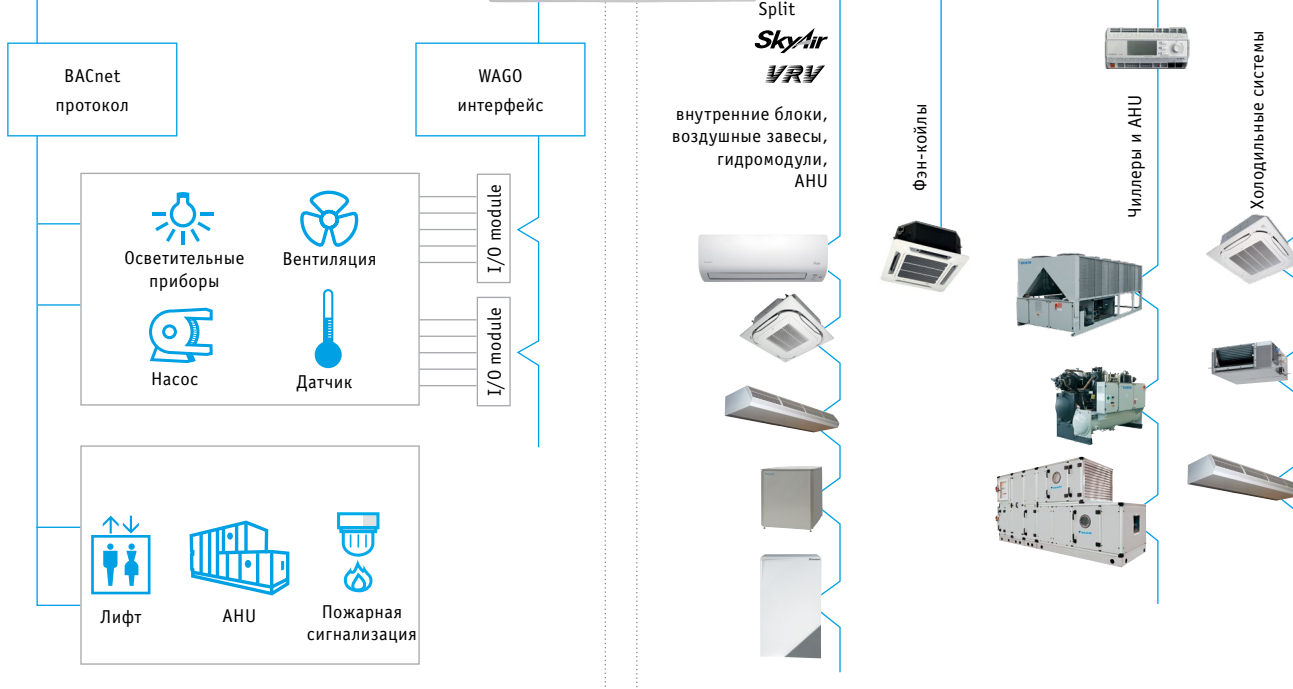 BACnet
протокол
WAGO
интерфейс
I/O module
I/O module
Осветительные
приборы
Вентиляция
Насос
Датчик
Лифт
AHU
Пожарная
сигнализация
Split
SkyAir
VRV
внутренние блоки,
воздушные завесы,
гидромодули,
AHU
Фэн-койлы
Чиллеры и AHU
Холодильные системы